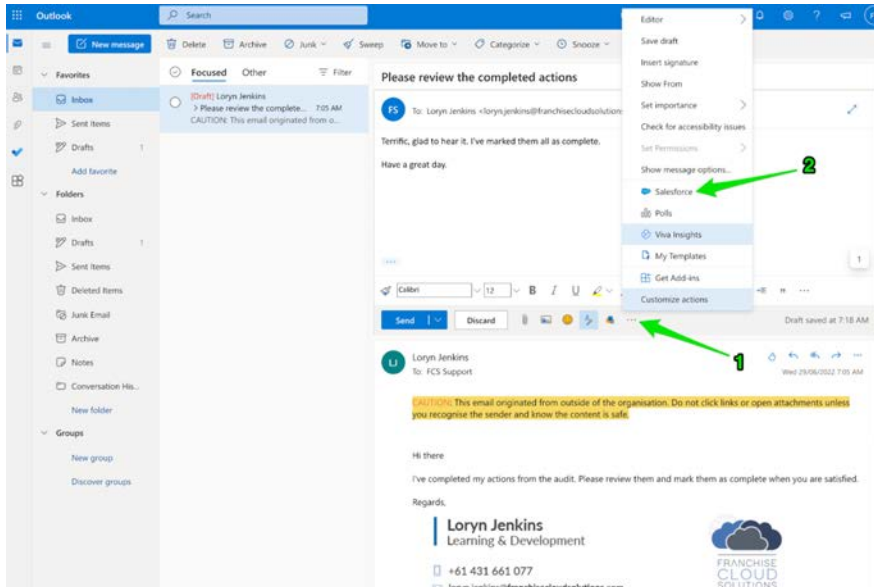 Outlook
Search
New message
Delete
Archive
Junk
Sweep
Move to
Categorize
Snooze
Favorites
Inbox
Sent Items
Drafts 1
Add favorite
Folders
Inbox
Drafts 1
Sent Items
Deleted Items
Junk Email
Archive
Notes
Conversation His...
New folder
Groups
New group
Discover groups
Focused Other Filter
[Draft] Loryn Jenkins
> Please review the complete... 7:05 AM
CAUTION: This email originated from o...
Please review the completed actions
FS
To: Loryn Jenkins <loryn.jenkins@franchisecloudsolution
Terrific, glad to hear it. I've marked them all as complete.
Have a great day.
Editor
Save draft
Insert signature
Show From
Set importance
Check for accessibility issues
Set Permissions
Show message options...
Salesforce
Polls
Viva Insights
My Templates
Get Add-ins
Customize actions
2
1
1
Calibri 12 B I U
Send Discard
Draft saved at 7:18 AM
LJ
Loryn Jenkins
To: FCS Support
Wed 29/06/2022 7:05 AM
CAUTION: This email originated from outside of the organisation. Do not click links or open attachments unless
you recognise the sender and know the content is safe.
Hi there
I've completed my actions from the audit. Please review them and mark them as complete when you are satisfied.
Regards,
Loryn Jenkins
Learning & Development
+61 431 661 077
loryn.jenkins@franchisecloudsolutions.com
FRANCHISE
CLOUD
SOLUTIONS